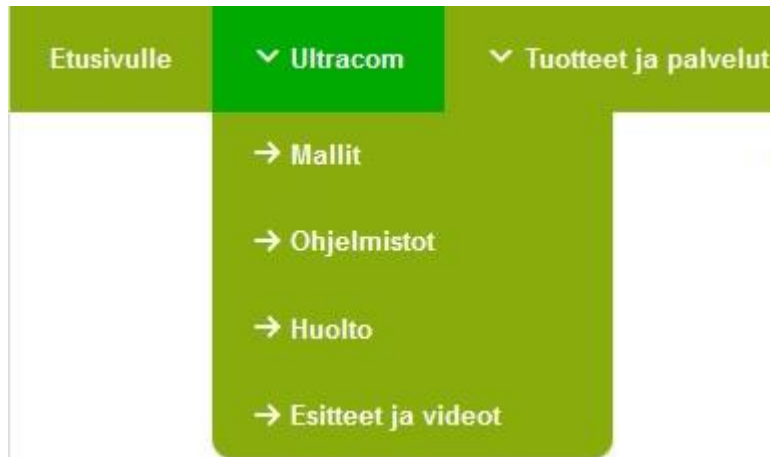 Etusivulle Ultracom Tuotteet ja palvelut
Mallit
Ohjelmistot
Huolto
Esitteet ja videot